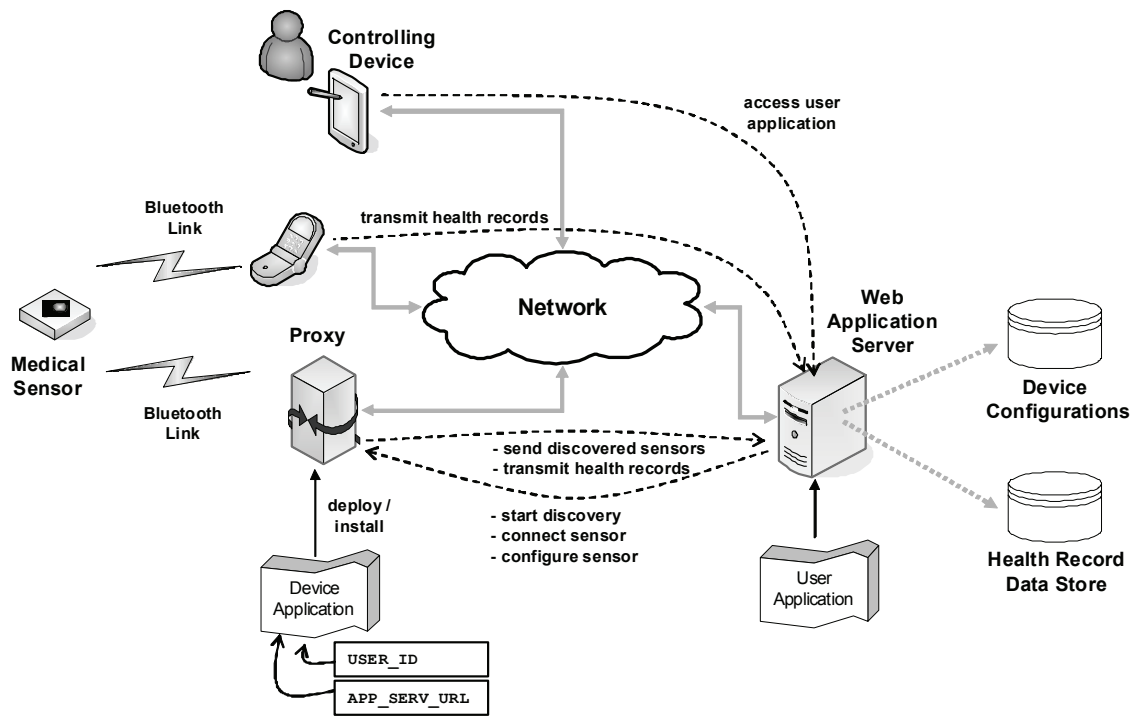 Controlling
Device
access user
application
Bluetooth
Link
transmit health records
Network
Web
Application
Server
Proxy
Medical
Sensor
Bluetooth
Link
Device
Configurations
- send discovered sensors
- transmit health records
deploy /
install
- start discovery
- connect sensor
- configure sensor
Health Record
Data Store
Device
Application
User
Application
USER_ID
APP_SERV_URL